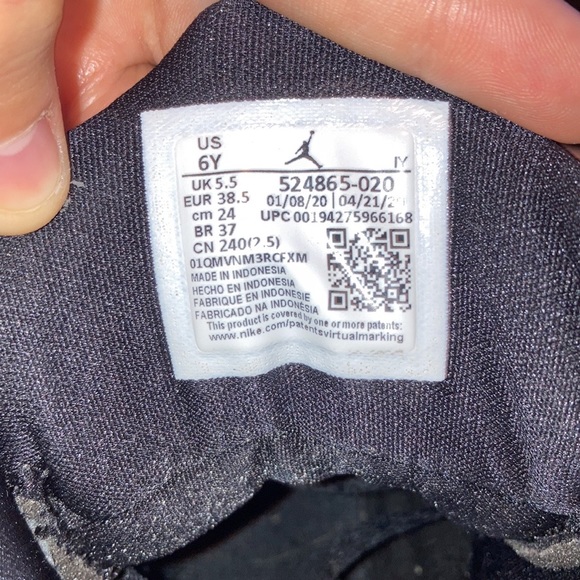 US
6Y
IY
UK 5.5
524865-020
EUR 38.5
01/08/20 | 04/21/20
cm 24
UPC 00194275966168
BR 37
CN 240(2.5)
01QMVNM3RCFXM
MADE IN INDONESIA
HECHO EN INDONESIA
FABRIQUE EN INDONESIE
FABRICADO NA INDONÉSIA
This product is covered by one or more patents:
www.nike.com/patentsvirtualmarking